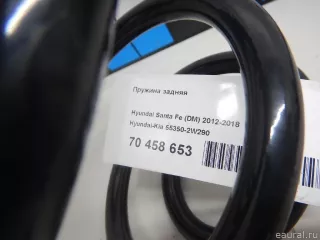 Пружина задняя
Hyundai Santa Fe (DM) 2012-2018
Hyundai-Kia 55350-2W290
70 458 653
eadral.ru